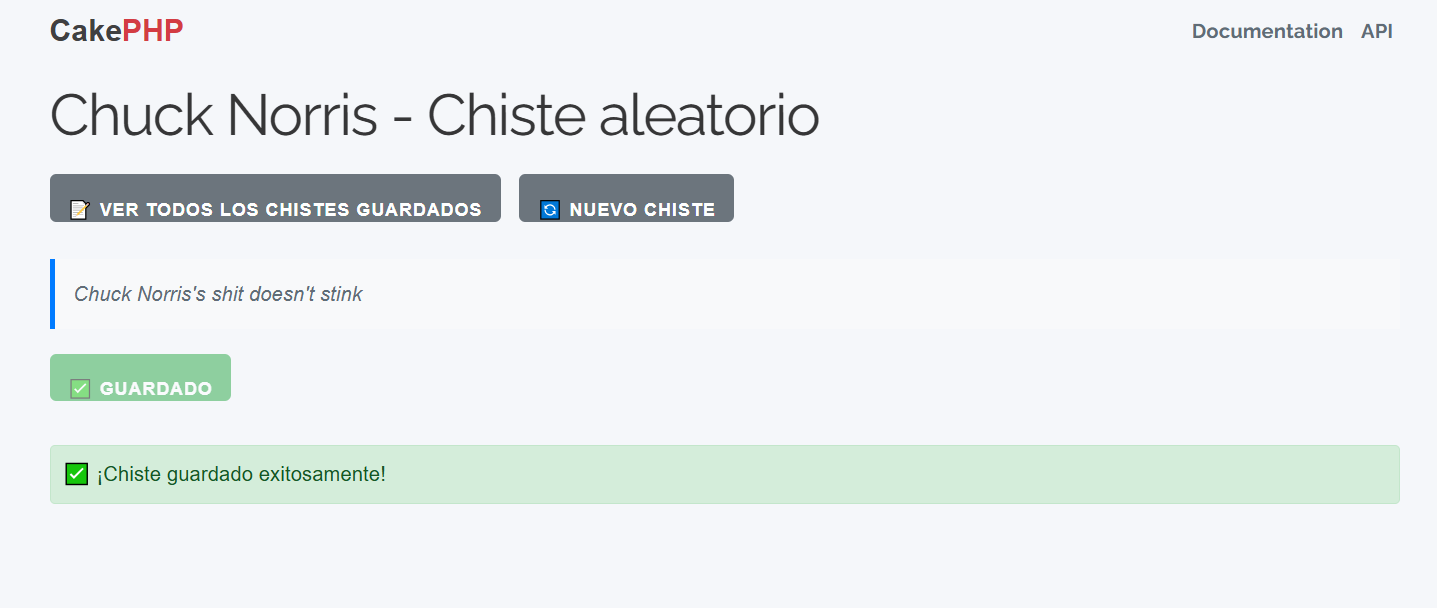 CakePHP
Documentation API
Chuck Norris - Chiste aleatorio
📝 VER TODOS LOS CHISTES GUARDADOS 🔄 NUEVO CHISTE
Chuck Norris's shit doesn't stink
✅ GUARDADO
✅ ¡Chiste guardado exitosamente!